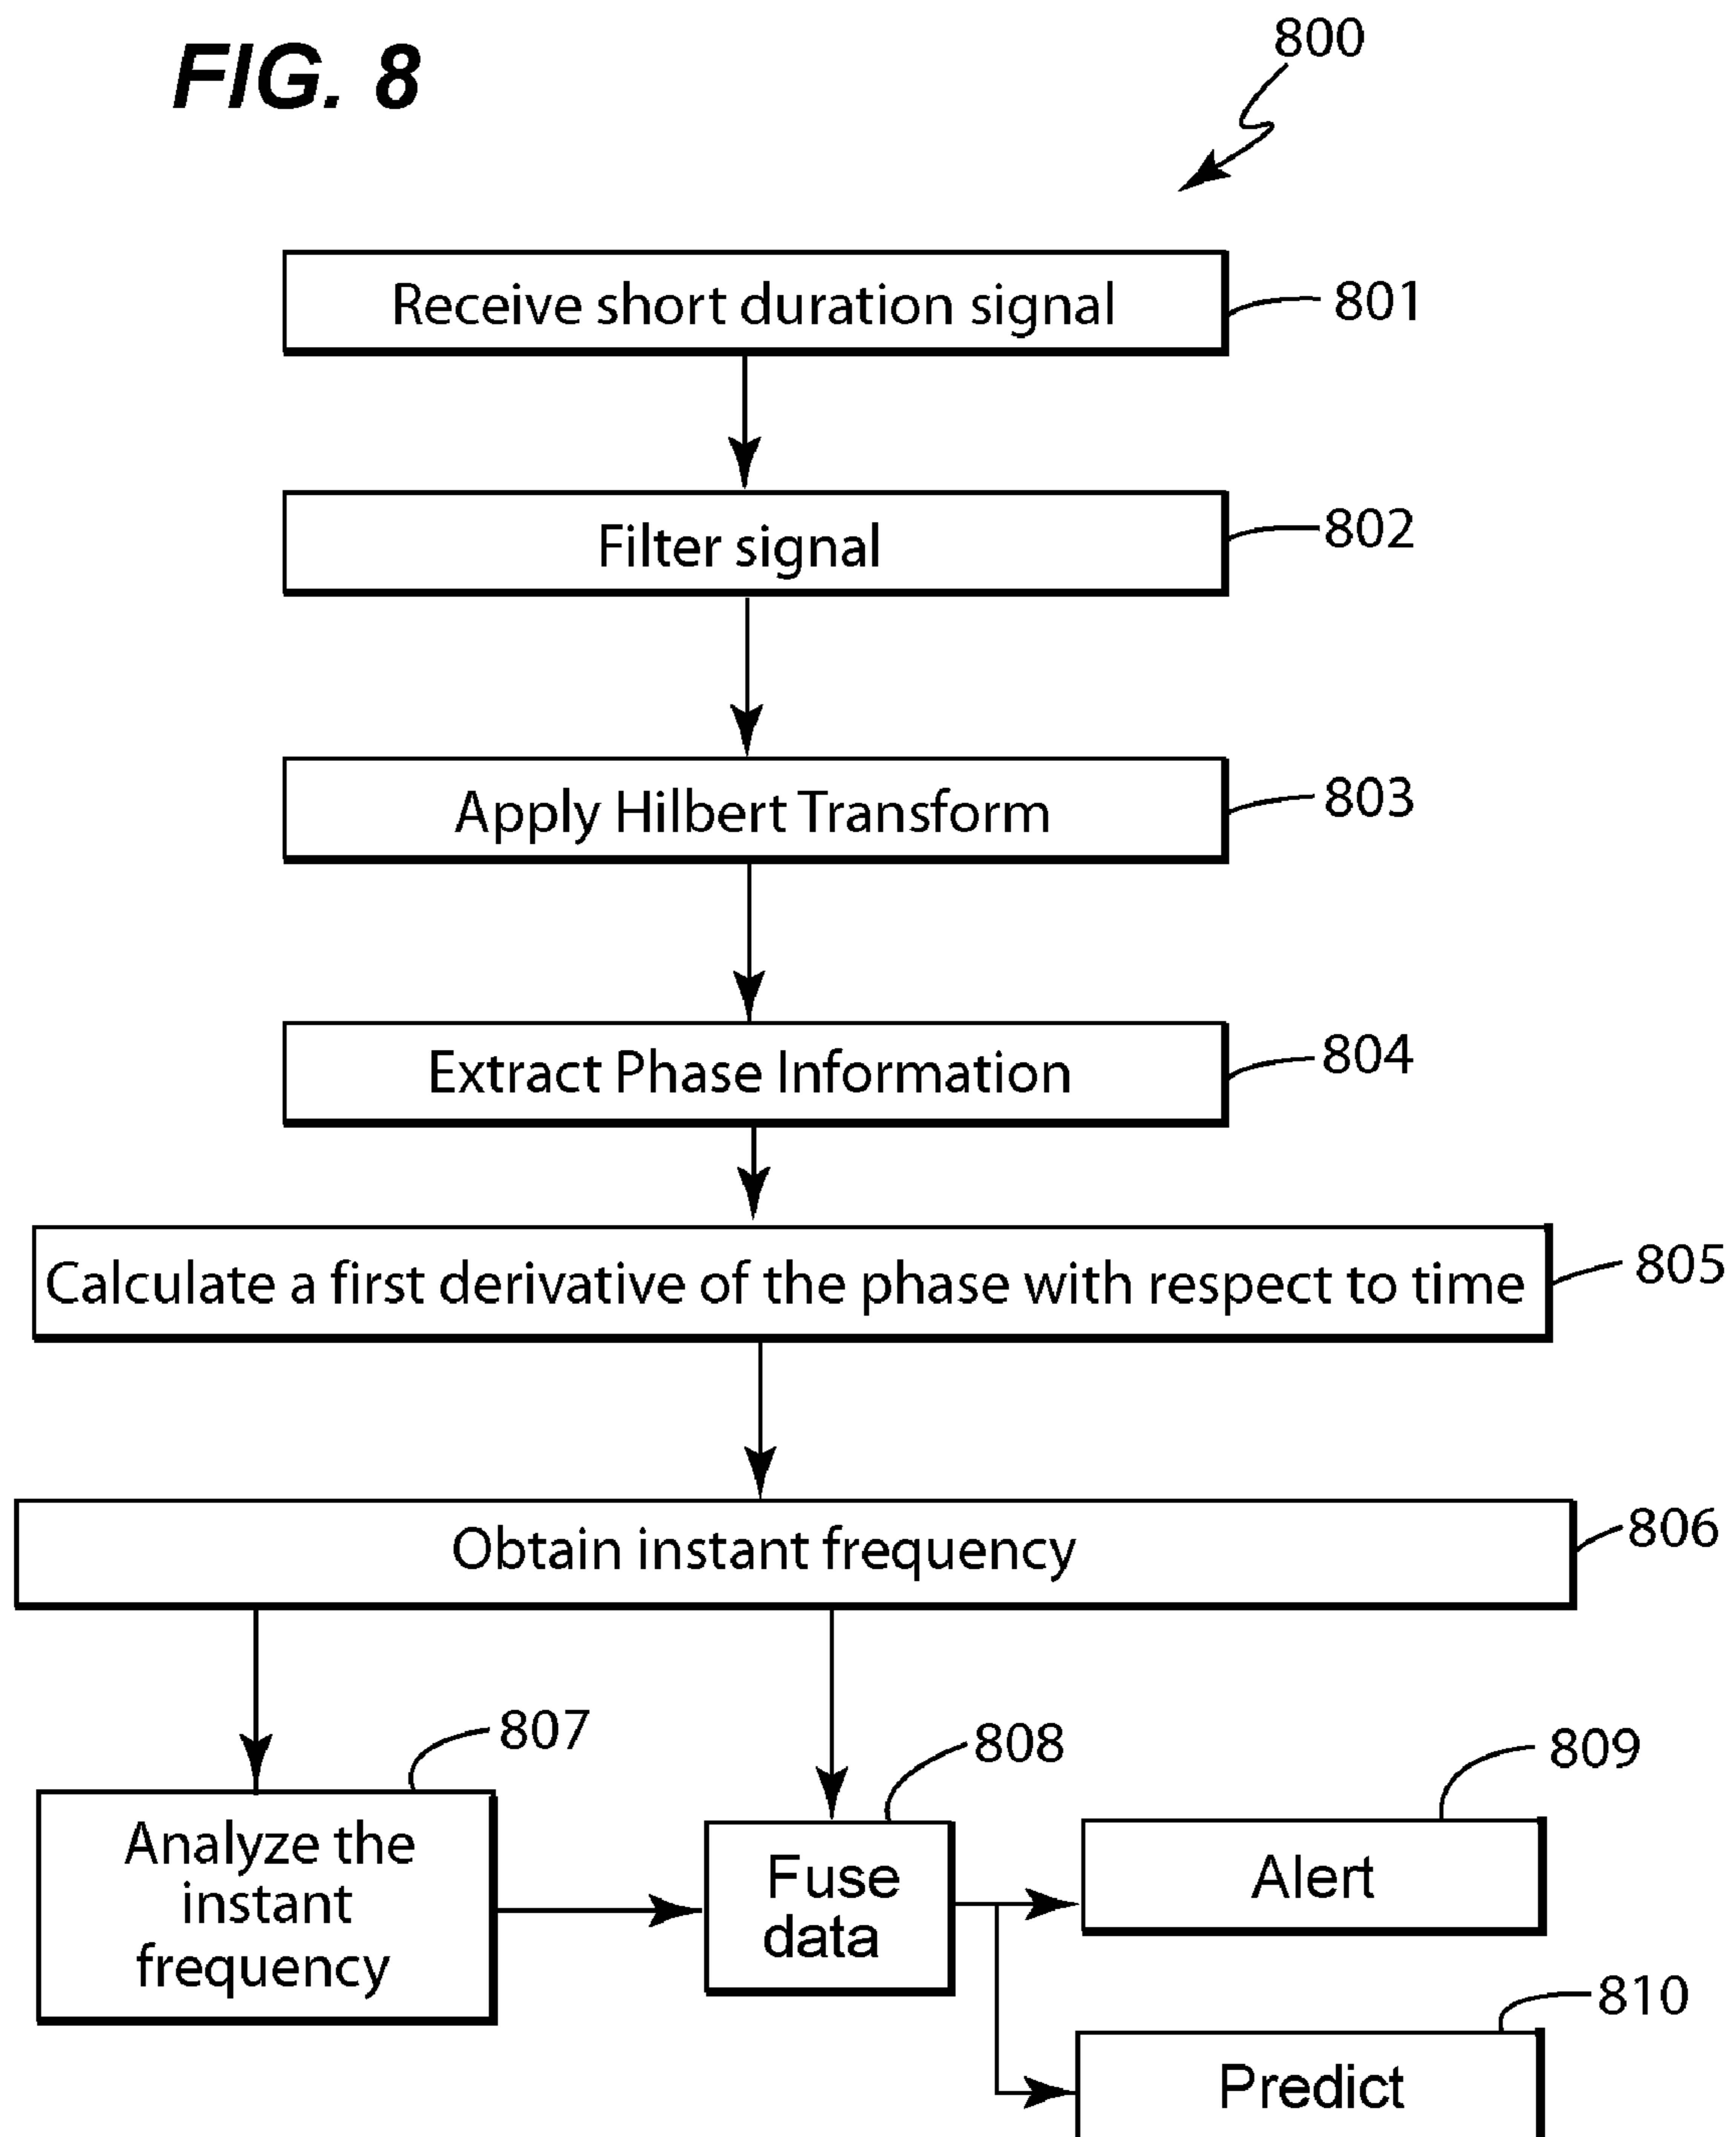 FIG. 8
800
Receive short duration signal
801
Filter signal
802
Apply Hilbert Transform
803
Extract Phase Information
804
Calculate a first derivative of the phase with respect to time
805
Obtain instant frequency
806
807
Analyze the
instant
frequency
808
Fuse
data
809
Alert
810
Predict